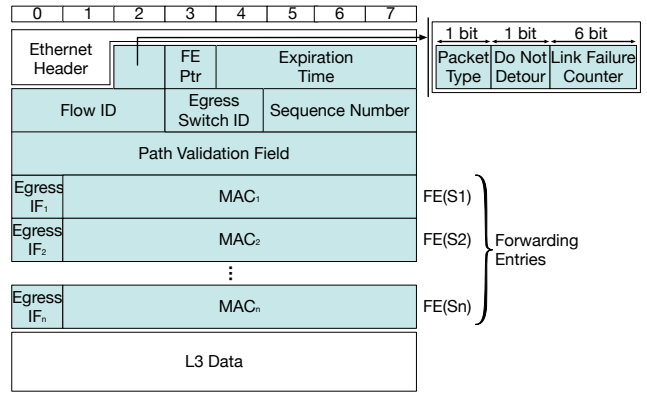 0 1 2 3 4 5 6 7
1 bit 1 bit 6 bit
Packet Type Do Not Detour Link Failure Counter
Ethernet Header
FE Ptr
Expiration Time
Flow ID
Egress Switch ID
Sequence Number
Path Validation Field
Egress IF₁ MAC₁ FE(S1)
Egress IF₂ MAC₂ FE(S2)
Forwarding Entries
⋮
Egress IFₙ MACₙ FE(Sn)
L3 Data